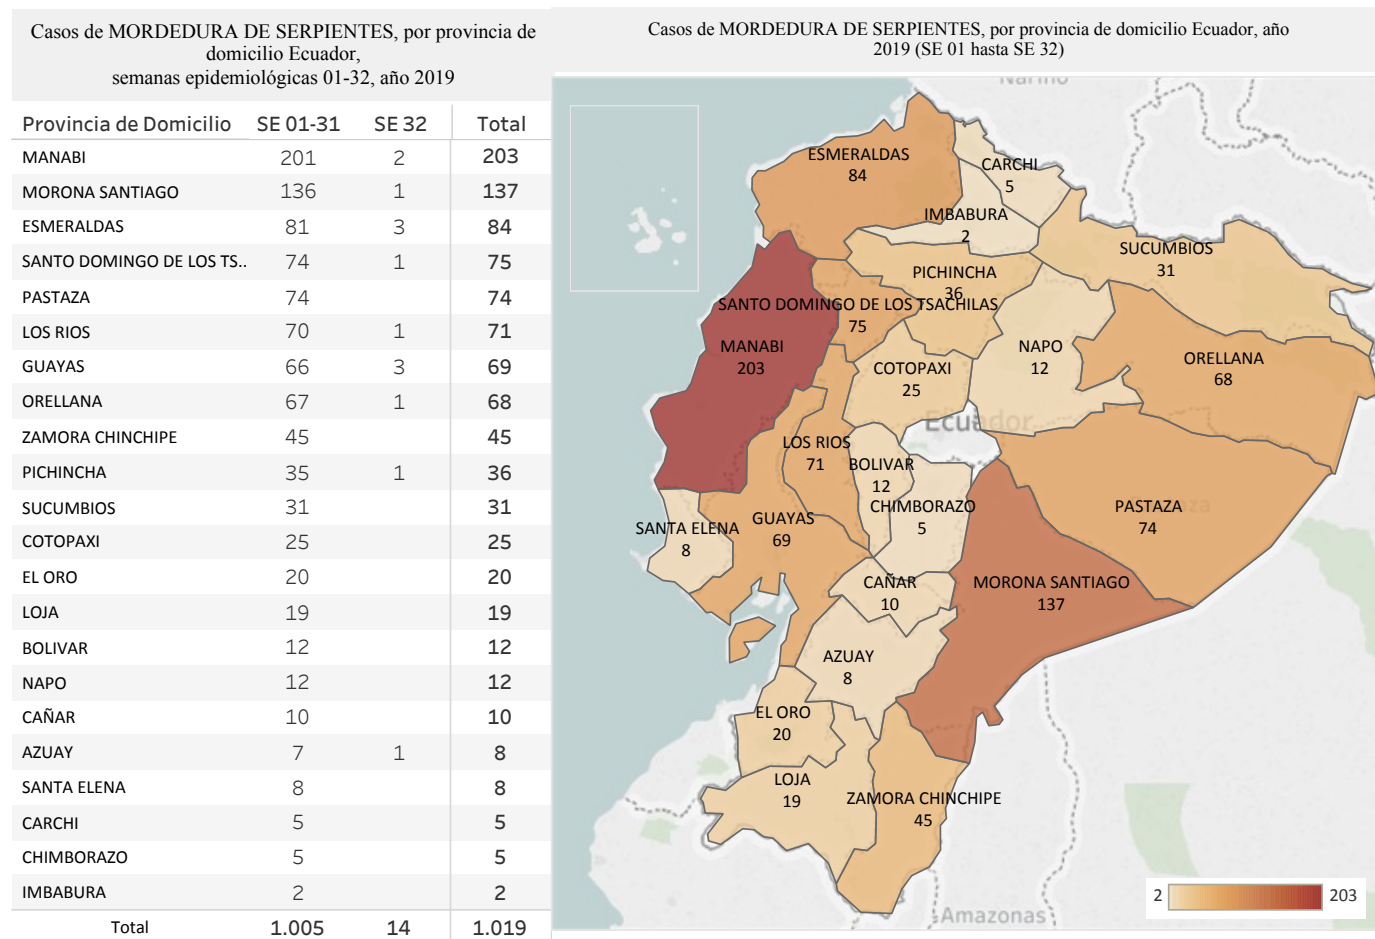 Casos de MORDEDURA DE SERPIENTES, por provincia de
domicilio Ecuador,
semanas epidemiológicas 01-32, año 2019
Provincia de Domicilio SE 01-31 SE 32 Total
MANABI 201 2 203
MORONA SANTIAGO 136 1 137
ESMERALDAS 81 3 84
SANTO DOMINGO DE LOS TS.. 74 1 75
PASTAZA 74 74
LOS RIOS 70 1 71
GUAYAS 66 3 69
ORELLANA 67 1 68
ZAMORA CHINCHIPE 45 45
PICHINCHA 35 1 36
SUCUMBIOS 31 31
COTOPAXI 25 25
EL ORO 20 20
LOJA 19 19
BOLIVAR 12 12
NAPO 12 12
CAÑAR 10 10
AZUAY 7 1 8
SANTA ELENA 8 8
CARCHI 5 5
CHIMBORAZO 5 5
IMBABURA 2 2
Total 1.005 14 1.019
Casos de MORDEDURA DE SERPIENTES, por provincia de domicilio Ecuador, año
2019 (SE 01 hasta SE 32)
Nariño
ESMERALDAS
84
CARCHI
5
IMBABURA
2
SUCUMBIOS
31
PICHINCHA
36
SANTO DOMINGO DE LOS TSACHILAS
75
MANABI
203
NAPO
12
ORELLANA
68
COTOPAXI
25
Ecuador
LOS RIOS
71
BOLIVAR
12
CHIMBORAZO
5
PASTAZA
74
SANTA ELENA
8
GUAYAS
69
CAÑAR
10
MORONA SANTIAGO
137
AZUAY
8
EL ORO
20
LOJA
19
ZAMORA CHINCHIPE
45
2 203
Amazonas